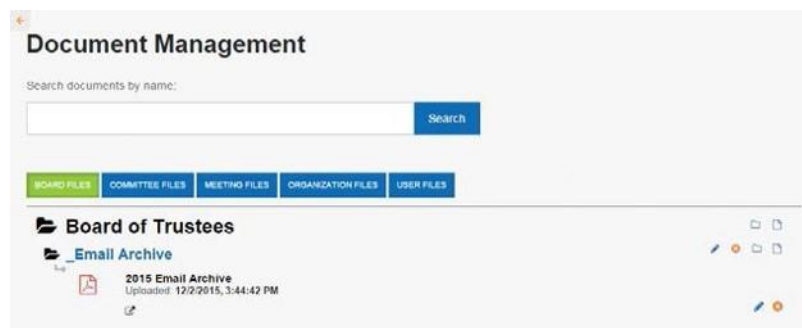 Document Management
Search documents by name:
Search
BOARD FILES COMMITTEE FILES MEETING FILES ORGANIZATION FILES USER FILES
Board of Trustees
_Email Archive
2015 Email Archive
Uploaded: 12/2/2015, 3:44:42 PM